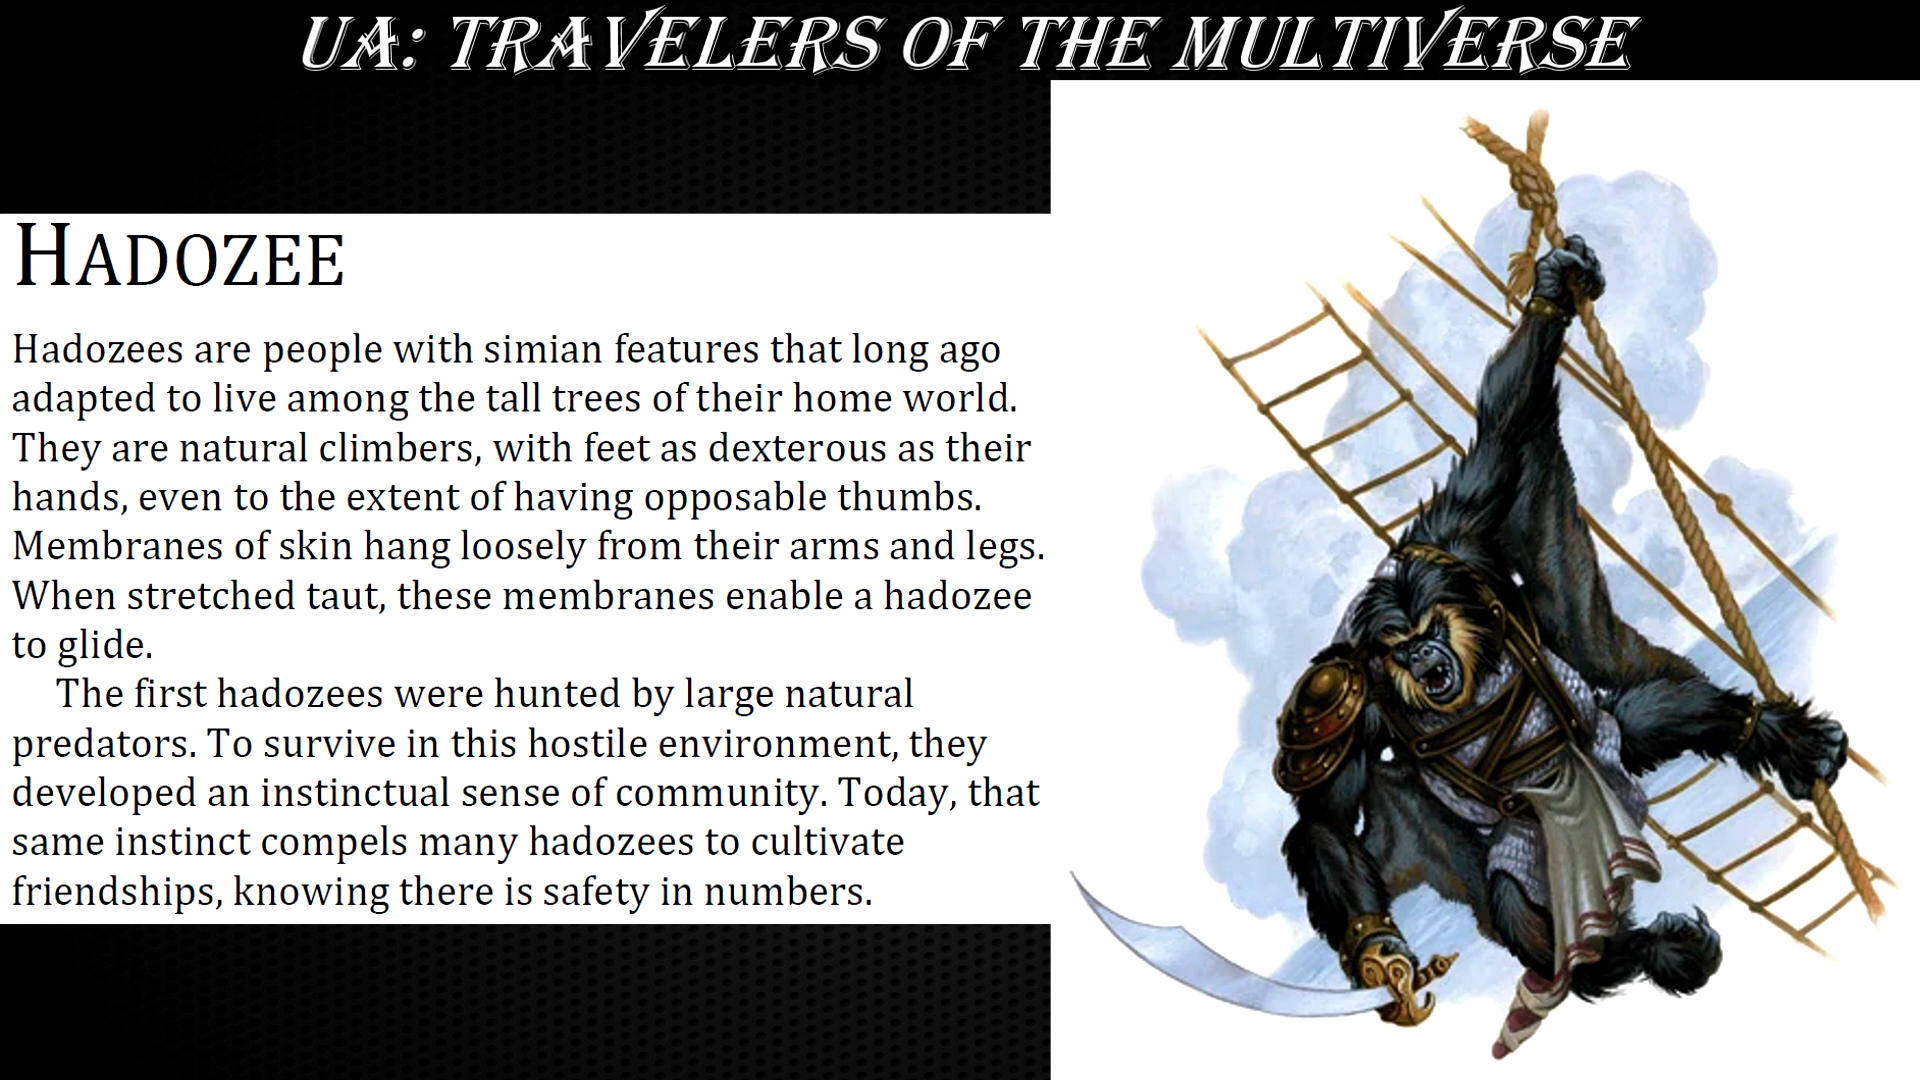 UA: TRAVELERS OF THE MULTIVERSE
HADOZEE
Hadozees are people with simian features that long ago
adapted to live among the tall trees of their home world.
They are natural climbers, with feet as dexterous as their
hands, even to the extent of having opposable thumbs.
Membranes of skin hang loosely from their arms and legs.
When stretched taut, these membranes enable a hadozee
to glide.
The first hadozees were hunted by large natural
predators. To survive in this hostile environment, they
developed an instinctual sense of community. Today, that
same instinct compels many hadozees to cultivate
friendships, knowing there is safety in numbers.